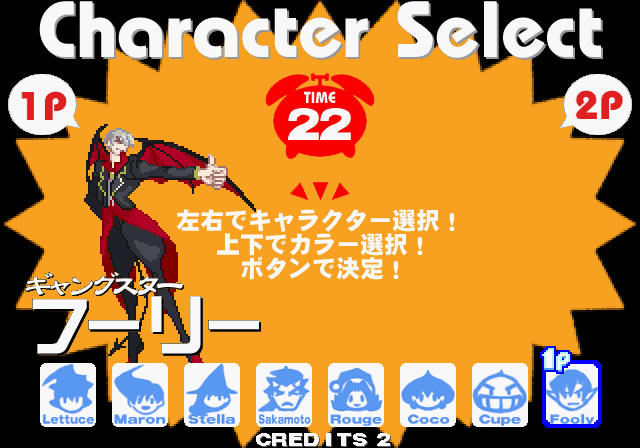 Character Select
1P
2P
TIME
22
左右でキャラクター選択！
上下でカラー選択！
ボタンで決定！
ギャングスター
フーリー
1P
Lettuce Maron Stella Sakamoto Rouge Coco Cupe Fooly
CREDITS 2